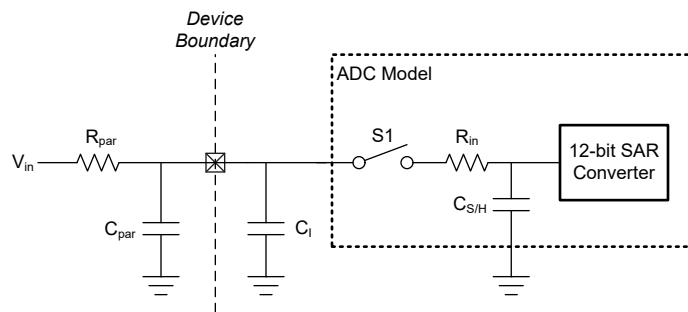 Device
Boundary
ADC Model
R_par
S1
R_in
V_in
12-bit SAR
Converter
C_par
C_I
C_S/H